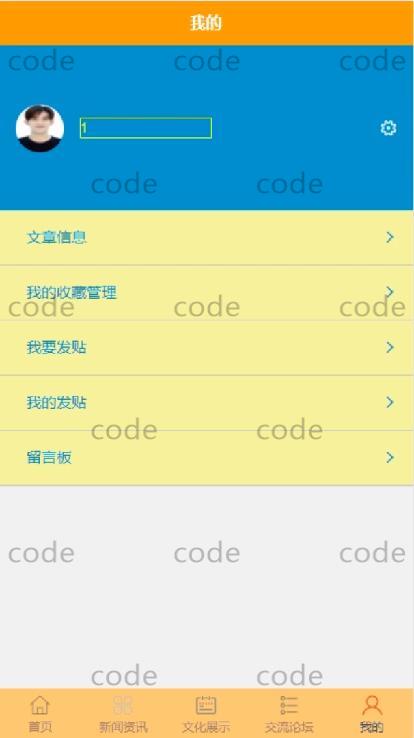 我的
code code code
1
code code
文章信息
我的收藏管理
code code code
我要发贴
我的发贴
code code
留言板
code code code
code code
首页 新闻资讯 文化展示 交流论坛 我的